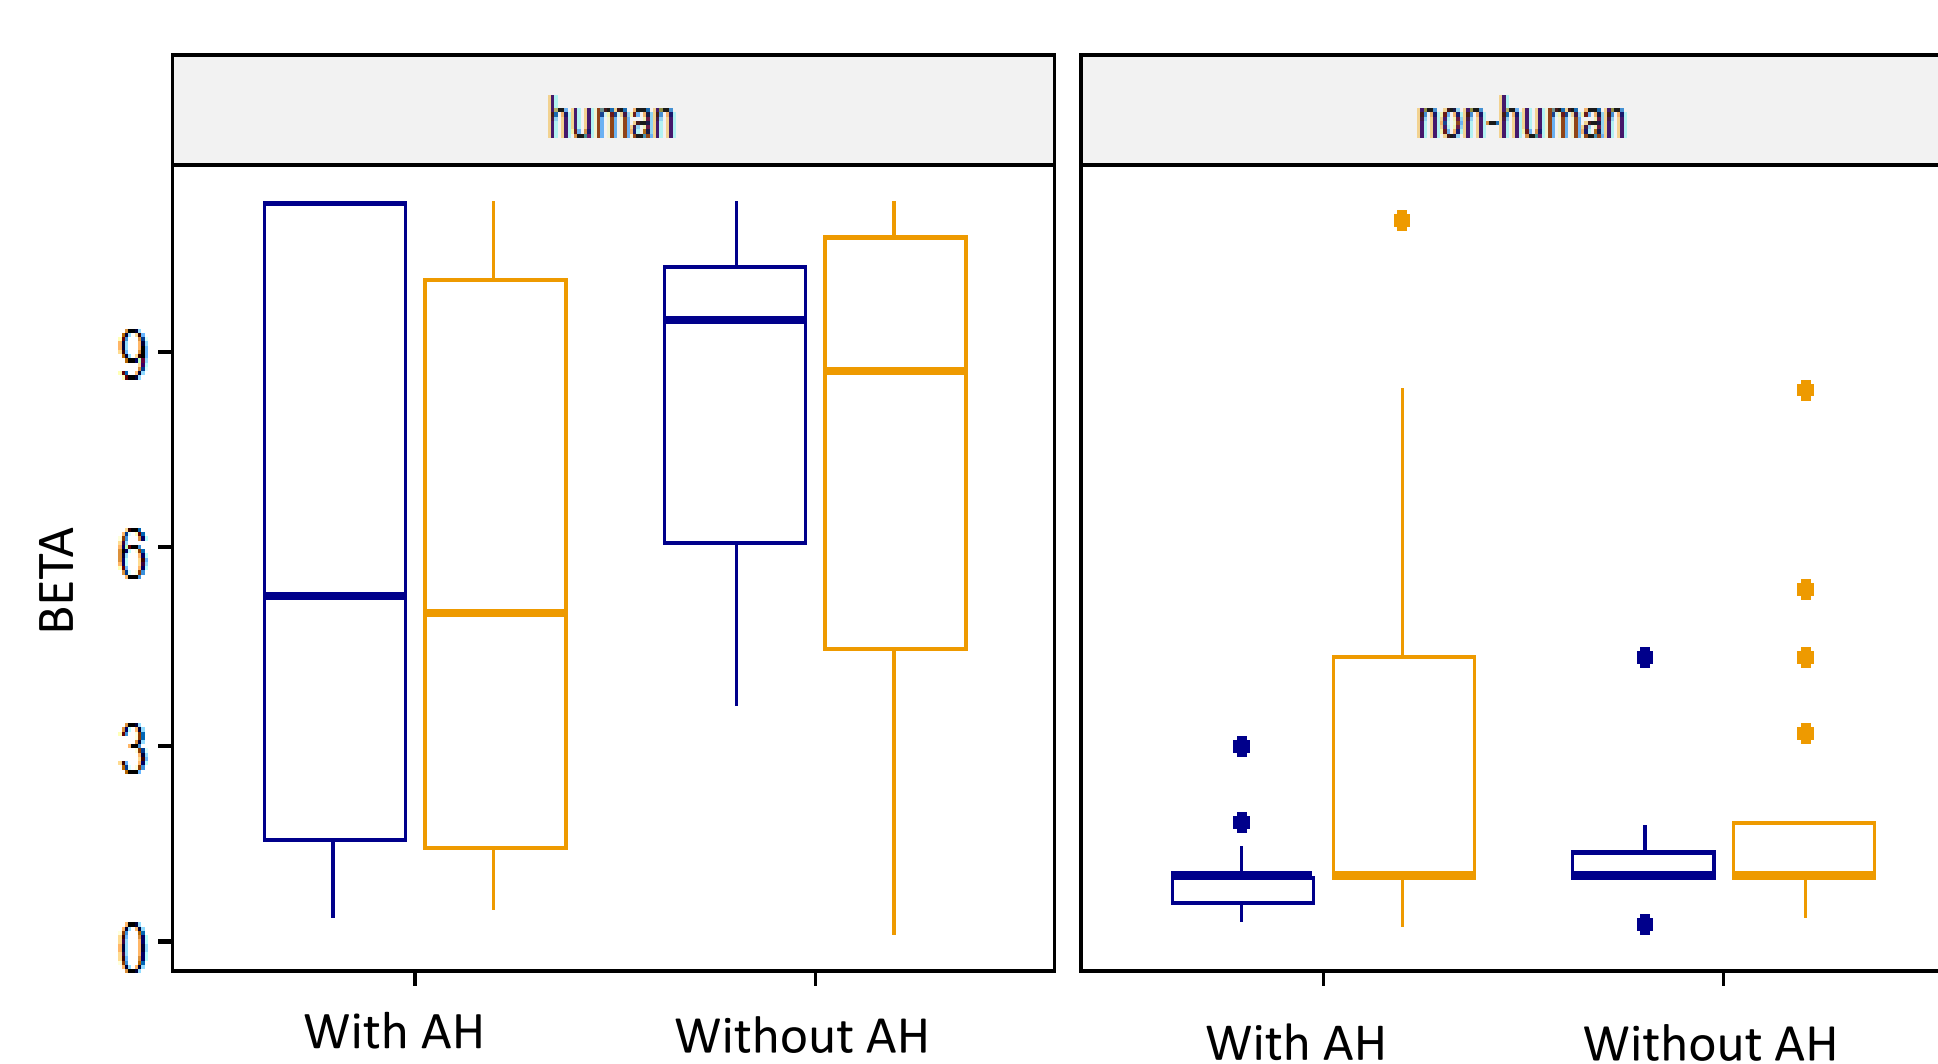 human
non-human
9
6
3
0
BETA
With AH
Without AH
With AH
Without AH